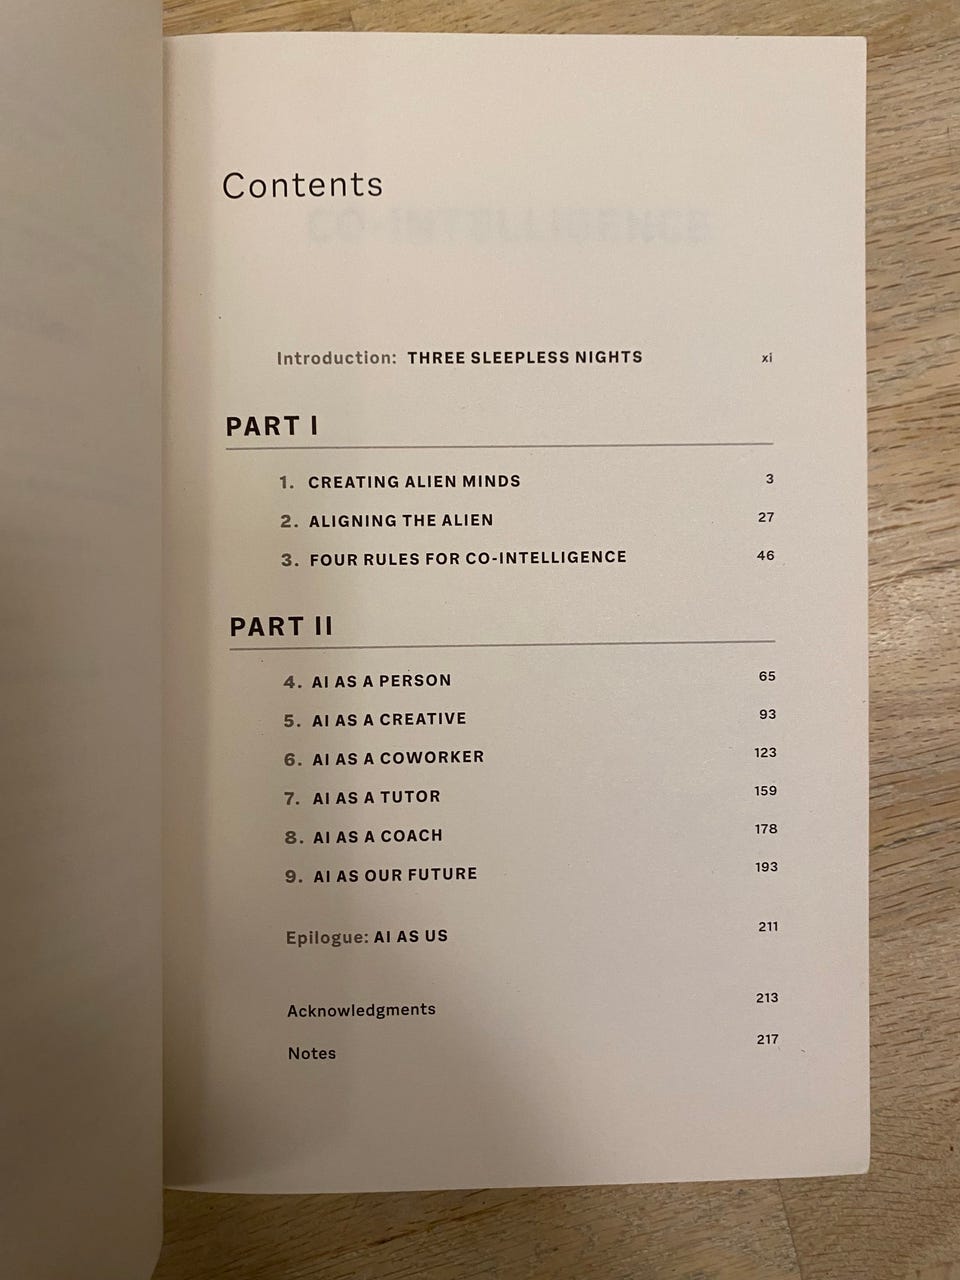 Contents
CO-INTELLIGENCE
Introduction: THREE SLEEPLESS NIGHTS xi
PART I
1. CREATING ALIEN MINDS 3
2. ALIGNING THE ALIEN 27
3. FOUR RULES FOR CO-INTELLIGENCE 46
PART II
4. AI AS A PERSON 65
5. AI AS A CREATIVE 93
6. AI AS A COWORKER 123
7. AI AS A TUTOR 159
8. AI AS A COACH 178
9. AI AS OUR FUTURE 193
Epilogue: AI AS US 211
Acknowledgments 213
Notes 217